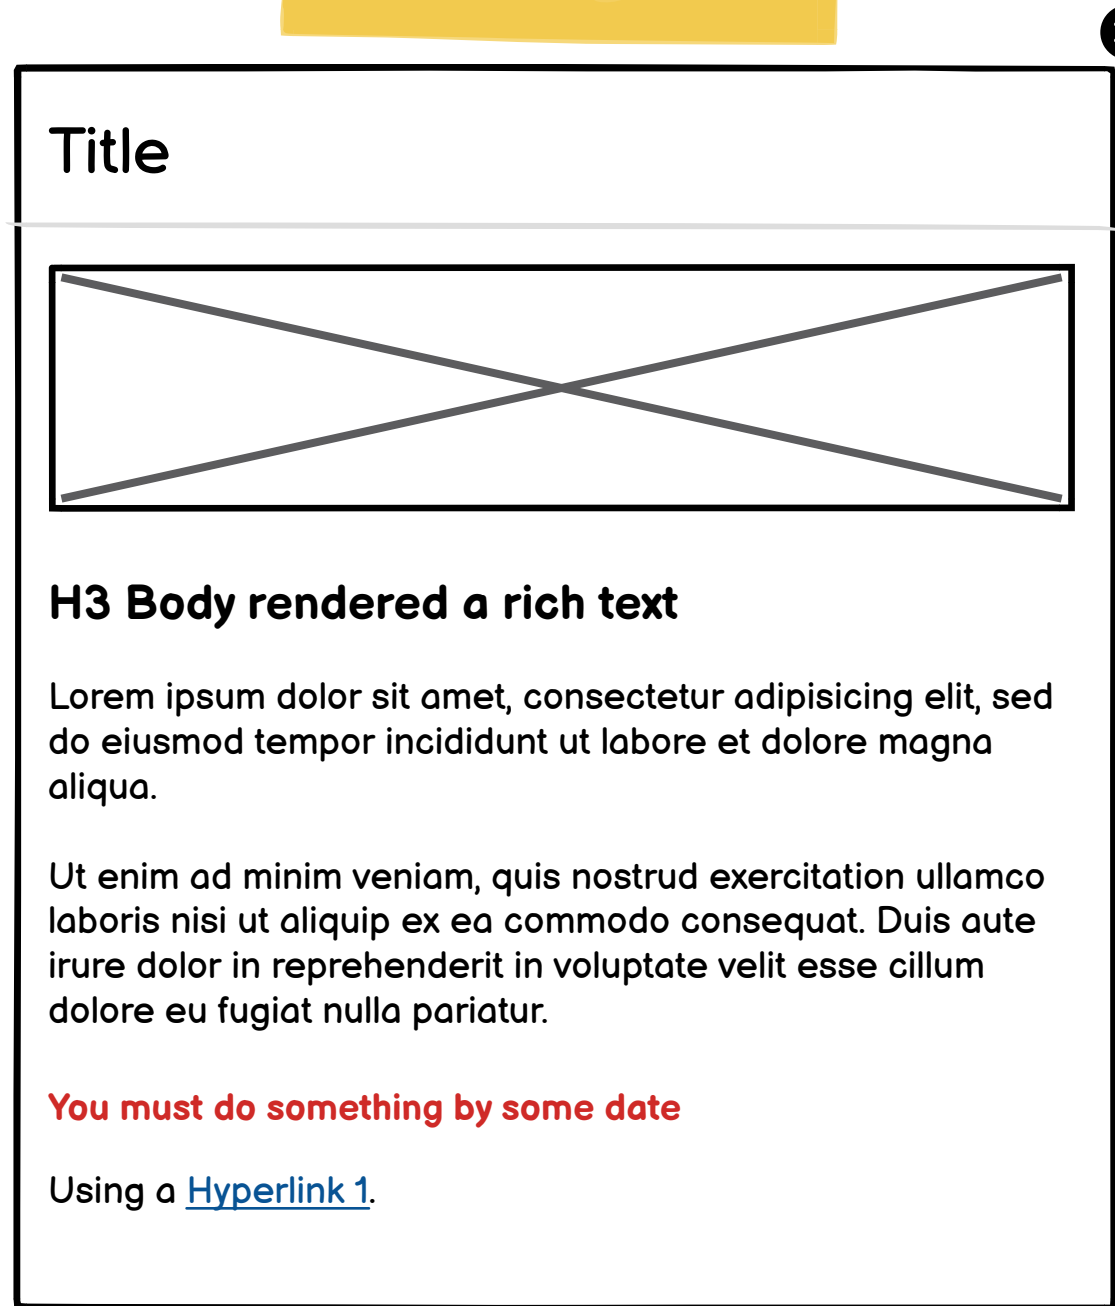 Title
H3 Body rendered a rich text
Lorem ipsum dolor sit amet, consectetur adipisicing elit, sed
do eiusmod tempor incididunt ut labore et dolore magna
aliqua.
Ut enim ad minim veniam, quis nostrud exercitation ullamco
laboris nisi ut aliquip ex ea commodo consequat. Duis aute
irure dolor in reprehenderit in voluptate velit esse cillum
dolore eu fugiat nulla pariatur.
You must do something by some date
Using a Hyperlink 1.